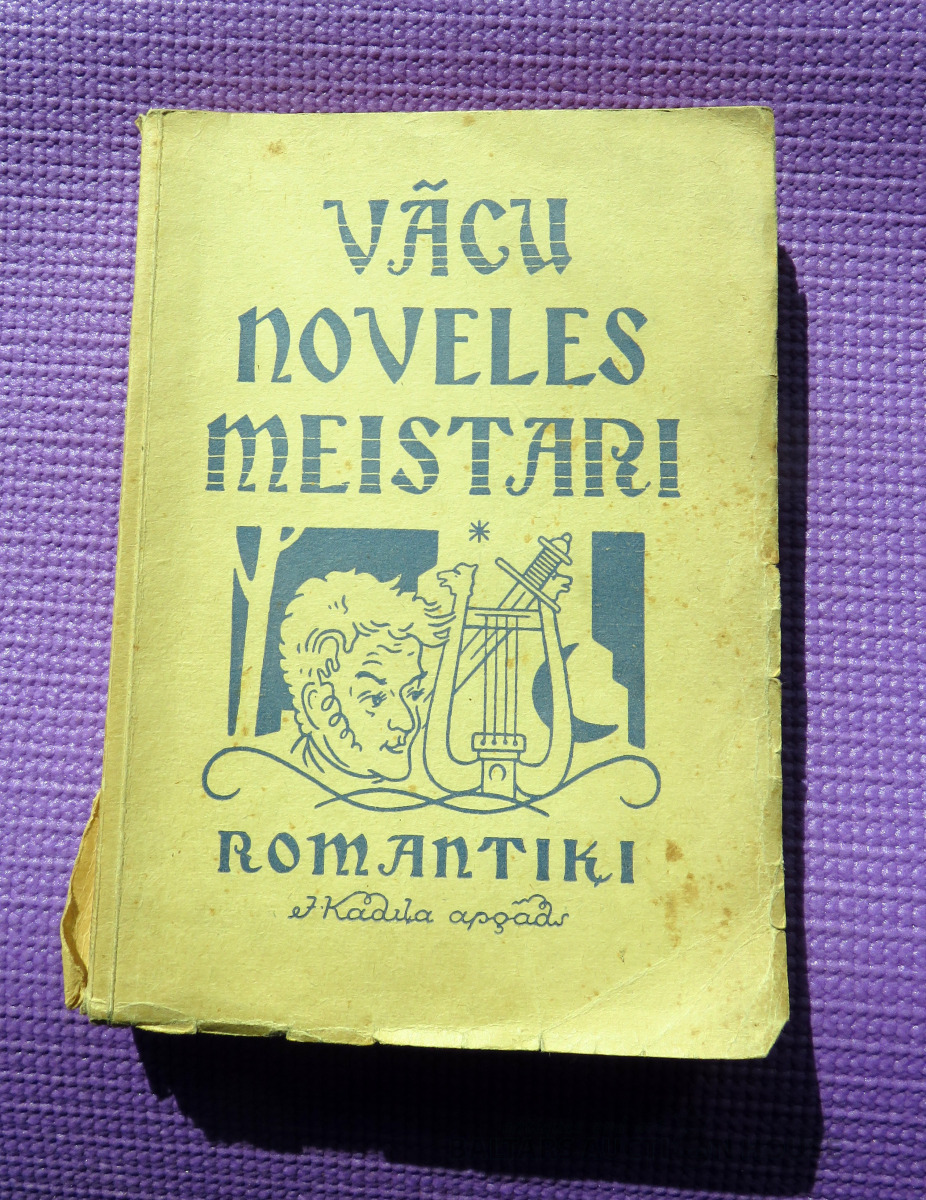 VĀCU
NOVELES
MEISTARI
*
ROMANTIĶI
J. Kadiļa apgāds